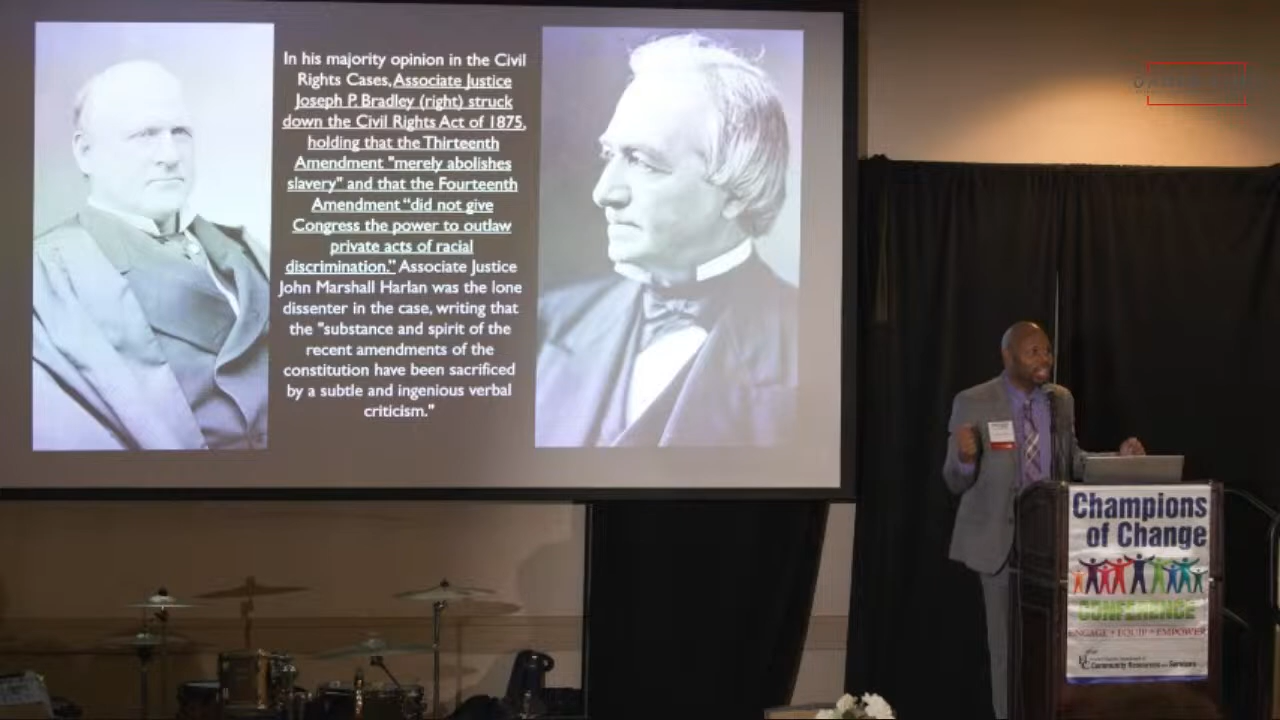 In his majority opinion in the Civil
Rights Cases, Associate Justice
Joseph P. Bradley (right) struck
down the Civil Rights Act of 1875,
holding that the Thirteenth
Amendment "merely abolishes
slavery" and that the Fourteenth
Amendment “did not give
Congress the power to outlaw
private acts of racial
discrimination.” Associate Justice
John Marshall Harlan was the lone
dissenter in the case, writing that
the "substance and spirit of the
recent amendments of the
constitution have been sacrificed
by a subtle and ingenious verbal
criticism."
Champions
of Change
CONFERENCE
ENGAGE • EQUIP • EMPOWER
Community Resources and Services